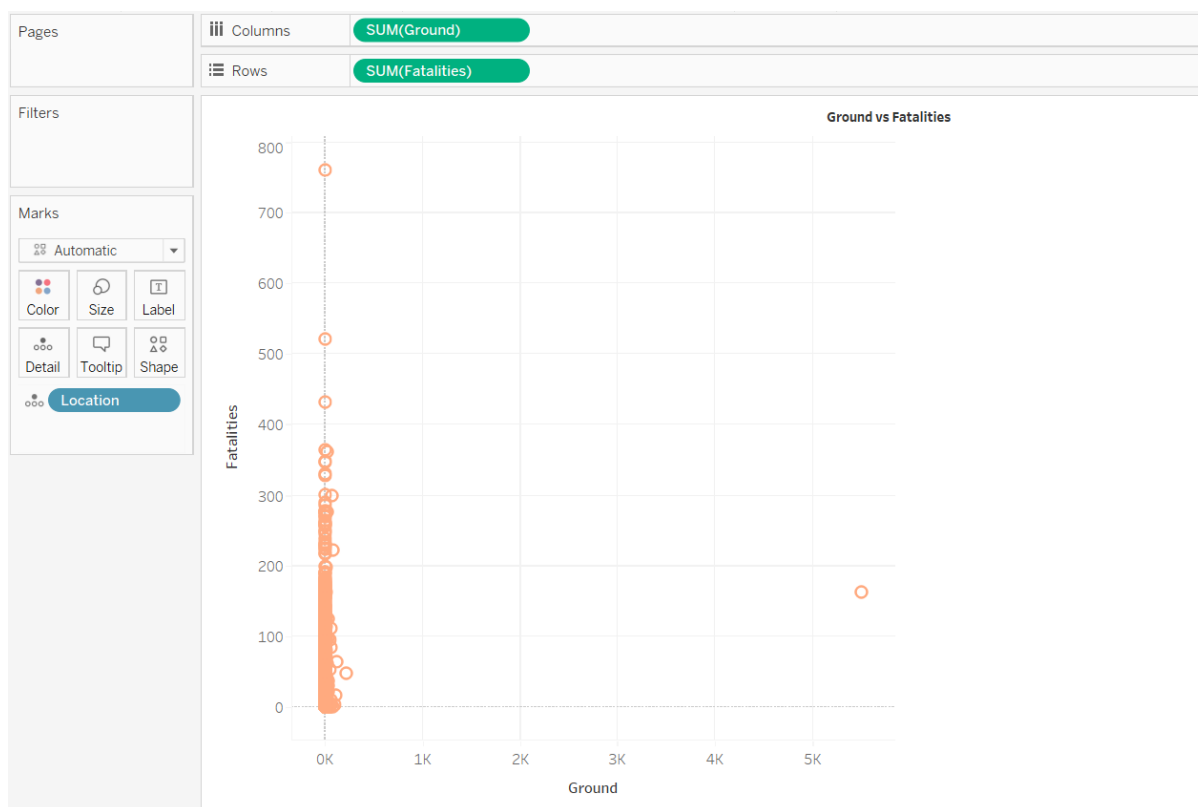 Pages
Columns
SUM(Ground)
Rows
SUM(Fatalities)
Filters
Marks
Automatic
Color
Size
T
Label
Detail
Tooltip
Shape
Location
Ground vs Fatalities
800
700
600
500
400
300
200
100
0
Fatalities
0K
1K
2K
3K
4K
5K
Ground